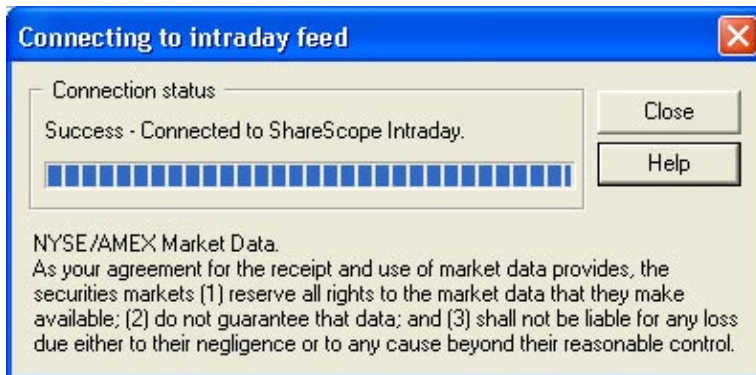 Connecting to intraday feed
Connection status
Success - Connected to ShareScope Intraday.
Close
Help
NYSE/AMEX Market Data.
As your agreement for the receipt and use of market data provides, the
securities markets (1) reserve all rights to the market data that they make
available; (2) do not guarantee that data; and (3) shall not be liable for any loss
due either to their negligence or to any cause beyond their reasonable control.